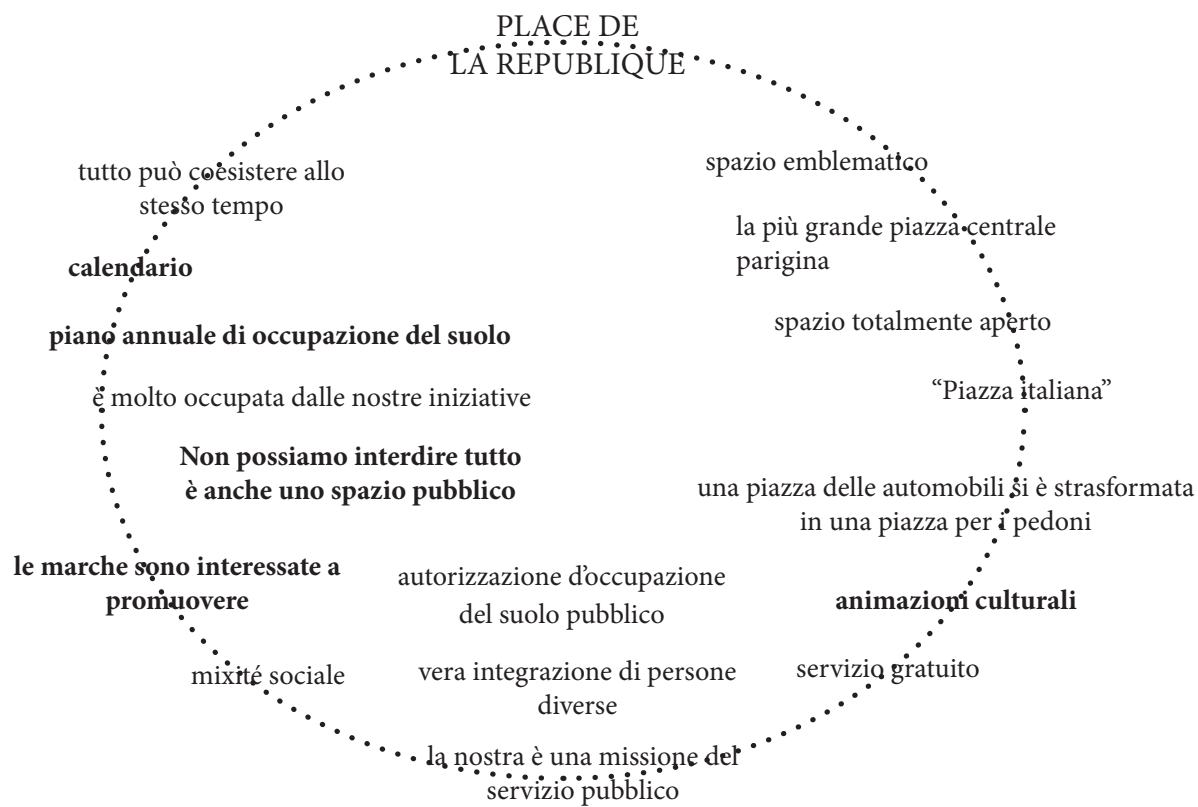 PLACE DE
LA REPUBLIQUE
tutto può coesistere allo
stesso tempo
spazio emblematico
la più grande piazza centrale
parigina
calendario
spazio totalmente aperto
piano annuale di occupazione del suolo
è molto occupata dalle nostre iniziative
“Piazza italiana”
Non possiamo interdire tutto
è anche uno spazio pubblico
una piazza delle automobili si è strasformata
in una piazza per i pedoni
le marche sono interessate a
promuovere
autorizzazione d'occupazione
del suolo pubblico
animazioni culturali
mixité sociale
vera integrazione di persone
diverse
servizio gratuito
la nostra è una missione del
servizio pubblico